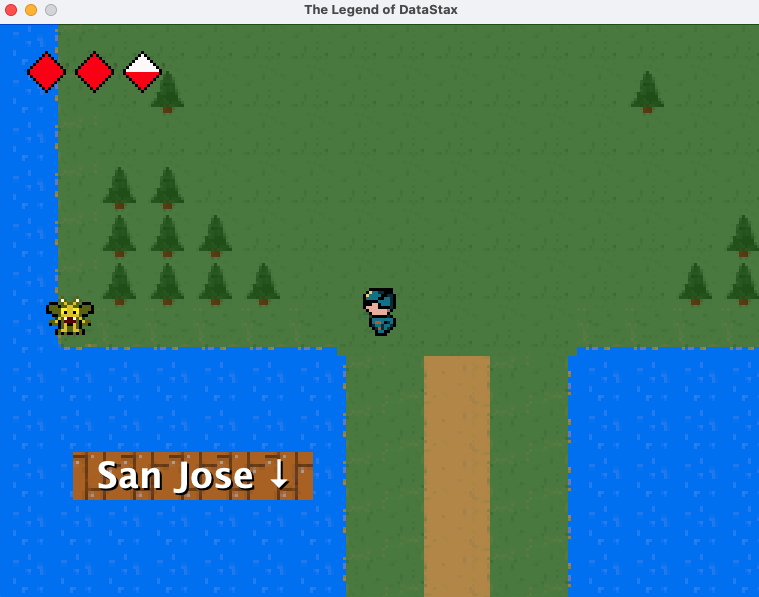 The Legend of DataStax
San Jose ↓